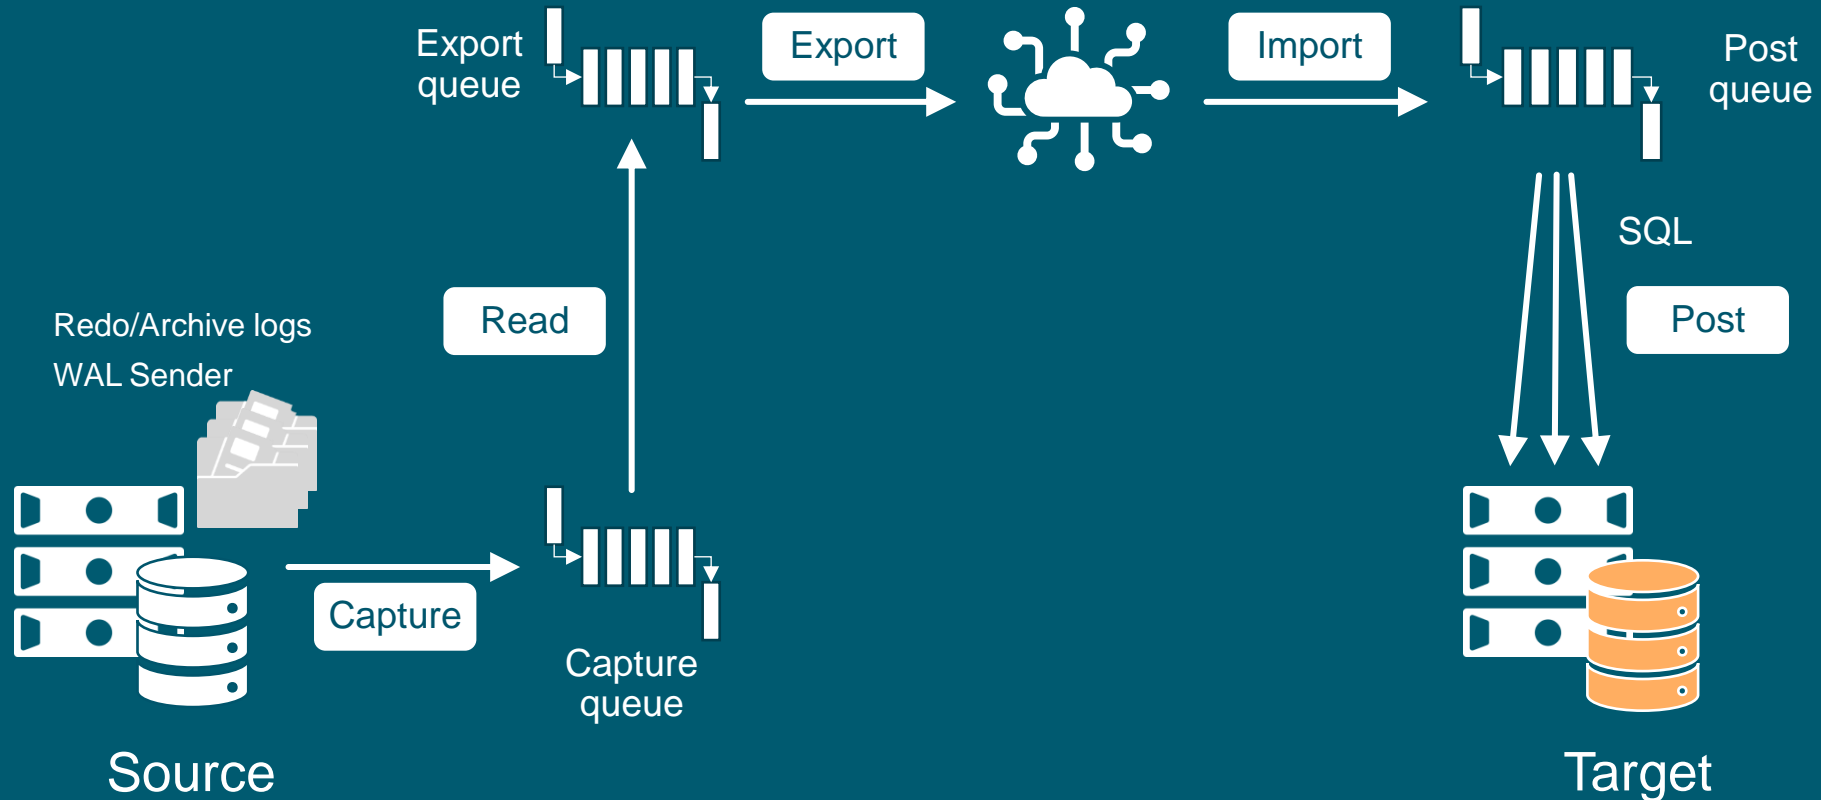 Export
queue
Export
Import
Post
queue
SQL
Post
Read
Redo/Archive logs
WAL Sender
Capture
Capture
queue
Source
Target